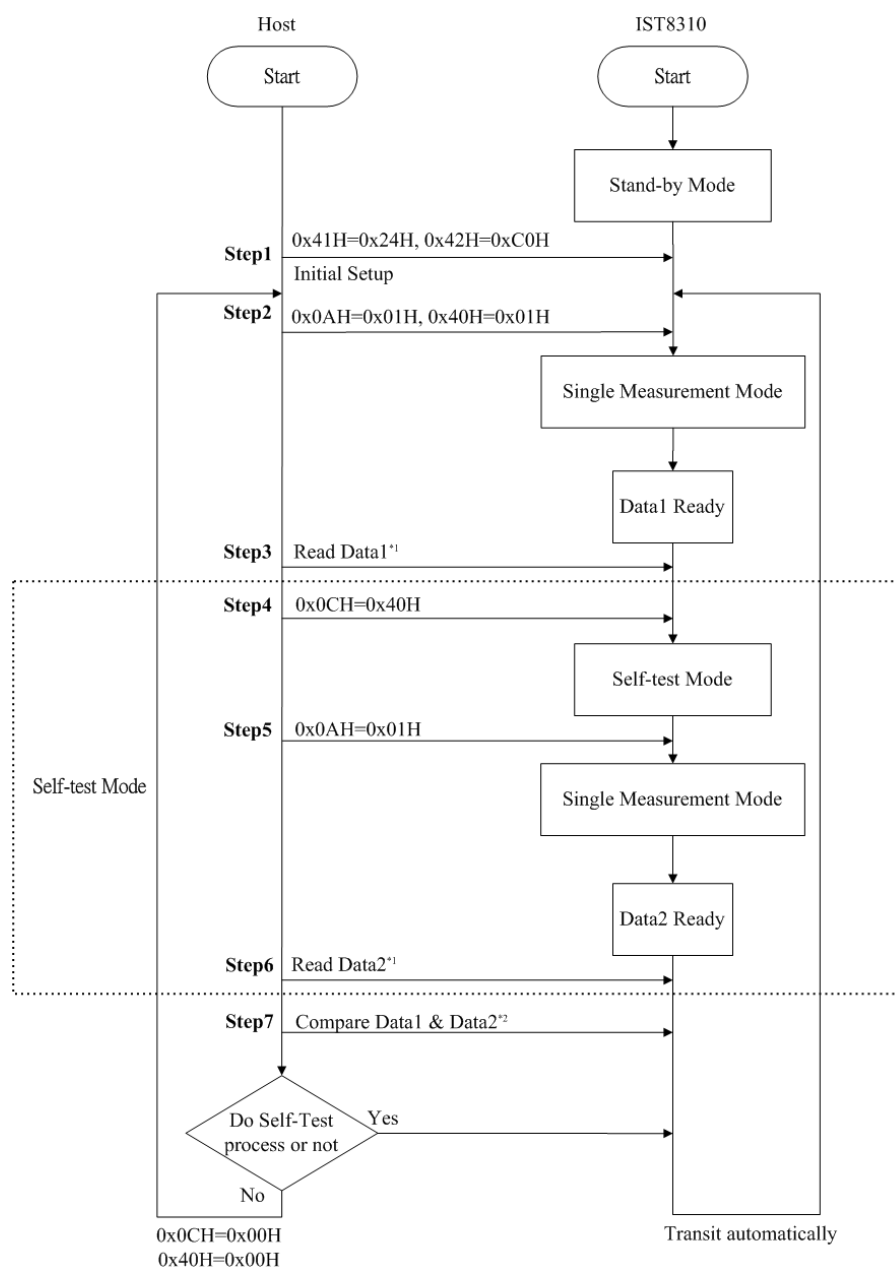 Host
IST8310
Start
Start
Stand-by Mode
Step1
0x41H=0x24H, 0x42H=0xC0H
Initial Setup
Step2
0x0AH=0x01H, 0x40H=0x01H
Single Measurement Mode
Data1 Ready
Step3
Read Data1*1
Step4
0x0CH=0x40H
Self-test Mode
Step5
0x0AH=0x01H
Self-test Mode
Single Measurement Mode
Data2 Ready
Step6
Read Data2*1
Step7
Compare Data1 & Data2*2
Do Self-Test
process or not
Yes
No
0x0CH=0x00H
0x40H=0x00H
Transit automatically